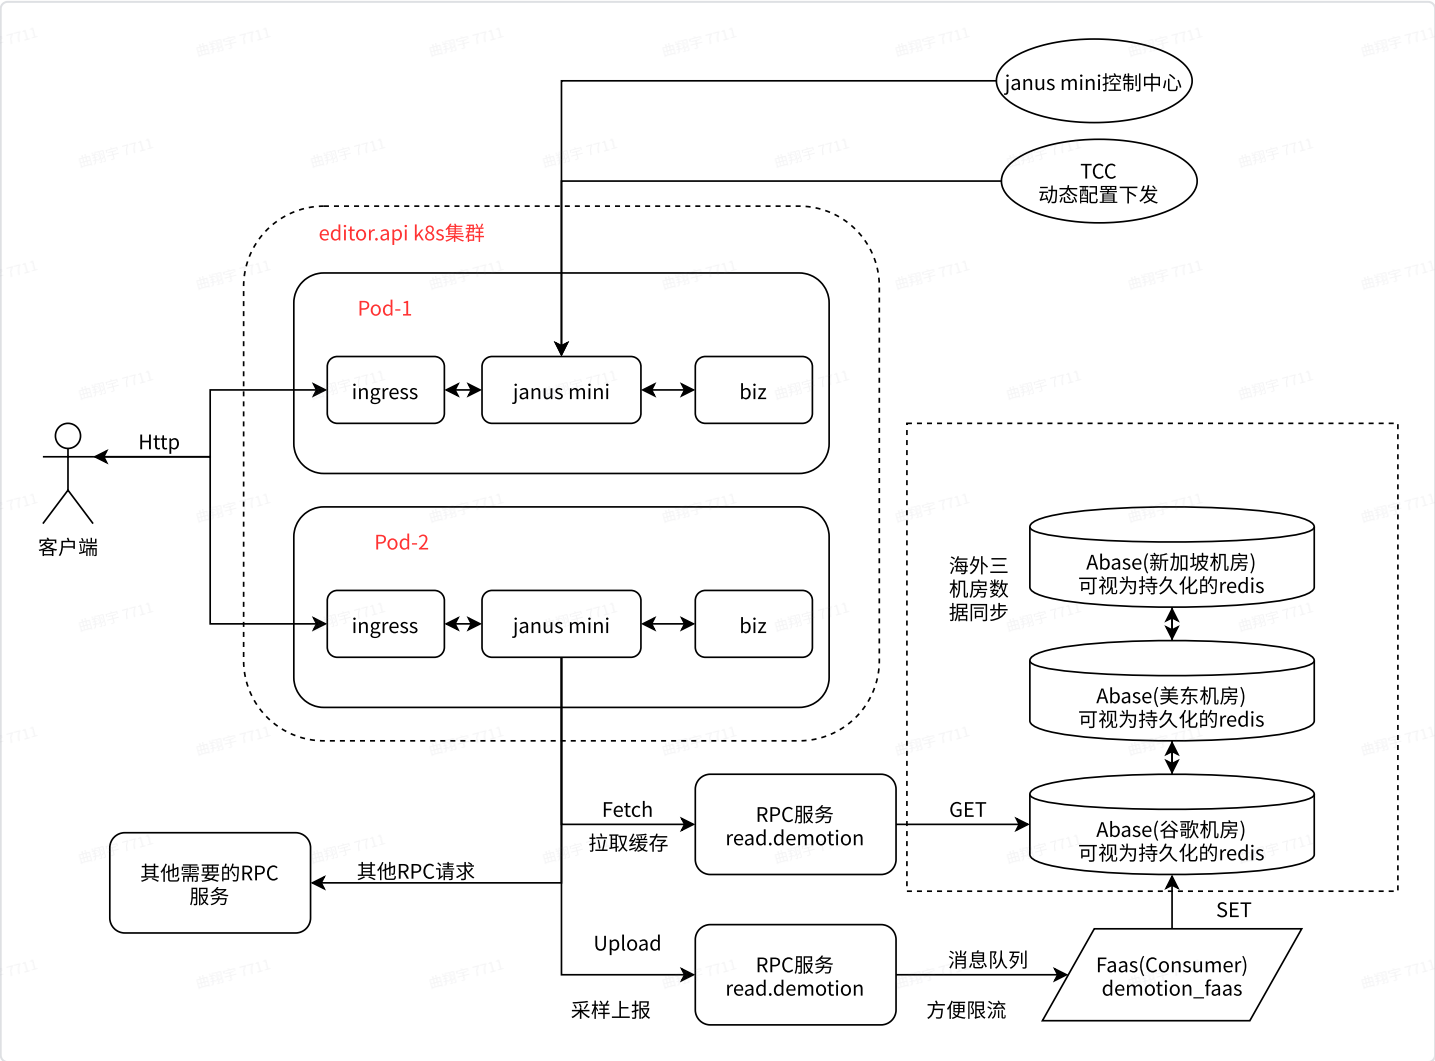 janus mini控制中心
TCC
动态配置下发
editor.api k8s集群
Pod-1
ingress
janus mini
biz
Http
客户端
Pod-2
ingress
janus mini
biz
海外三
机房数
据同步
Abase(新加坡机房)
可视为持久化的redis
Abase(美东机房)
可视为持久化的redis
Abase(谷歌机房)
可视为持久化的redis
Fetch
拉取缓存
RPC服务
read.demotion
GET
其他需要的RPC
服务
其他RPC请求
SET
Upload
采样上报
RPC服务
read.demotion
消息队列
方便限流
Faas(Consumer)
demotion_faas
曲翔宇 7711